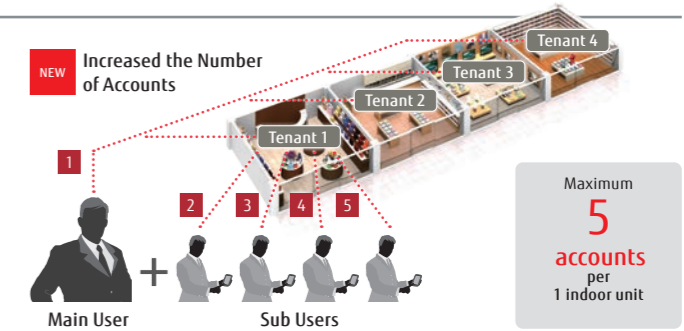 NEW
Increased the Number
of Accounts
Tenant 4
Tenant 3
Tenant 2
Tenant 1
1
2
3
4
5
Maximum
5
accounts
per
1 indoor unit
+
Main User
Sub Users